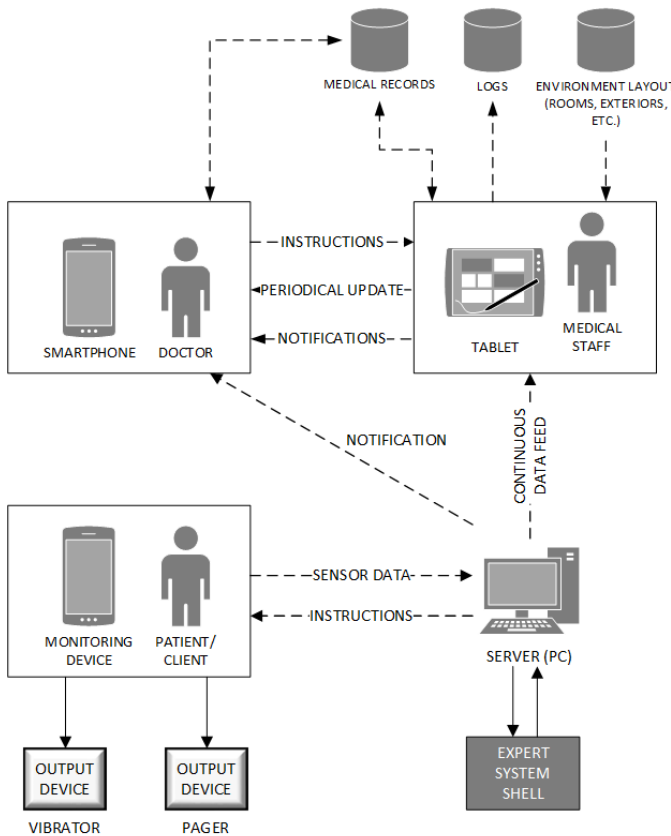 MEDICAL RECORDS
LOGS
ENVIRONMENT LAYOUT
(ROOMS, EXTERIORS,
ETC.)
INSTRUCTIONS
PERIODICAL UPDATE
NOTIFICATIONS
SMARTPHONE
DOCTOR
TABLET
MEDICAL
STAFF
NOTIFICATION
CONTINUOUS
DATA FEED
SENSOR DATA
INSTRUCTIONS
MONITORING
DEVICE
PATIENT/
CLIENT
SERVER (PC)
OUTPUT
DEVICE
OUTPUT
DEVICE
EXPERT
SYSTEM
SHELL
VIBRATOR
PAGER